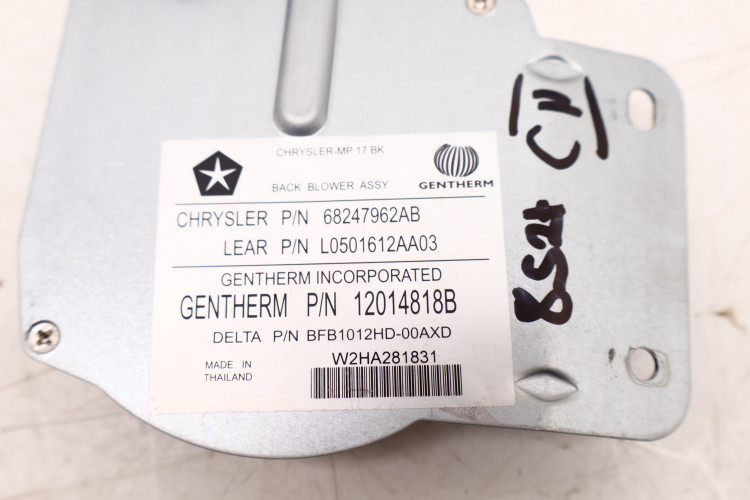 CHRYSLER-MP 17 BK
BACK BLOWER ASSY
GENTHERM
CHRYSLER P/N 68247962AB
LEAR P/N L0501612AA03
GENTHERM INCORPORATED
GENTHERM P/N 12014818B
DELTA P/N BFB1012HD-00AXD
W2HA281831
MADE IN
THAILAND